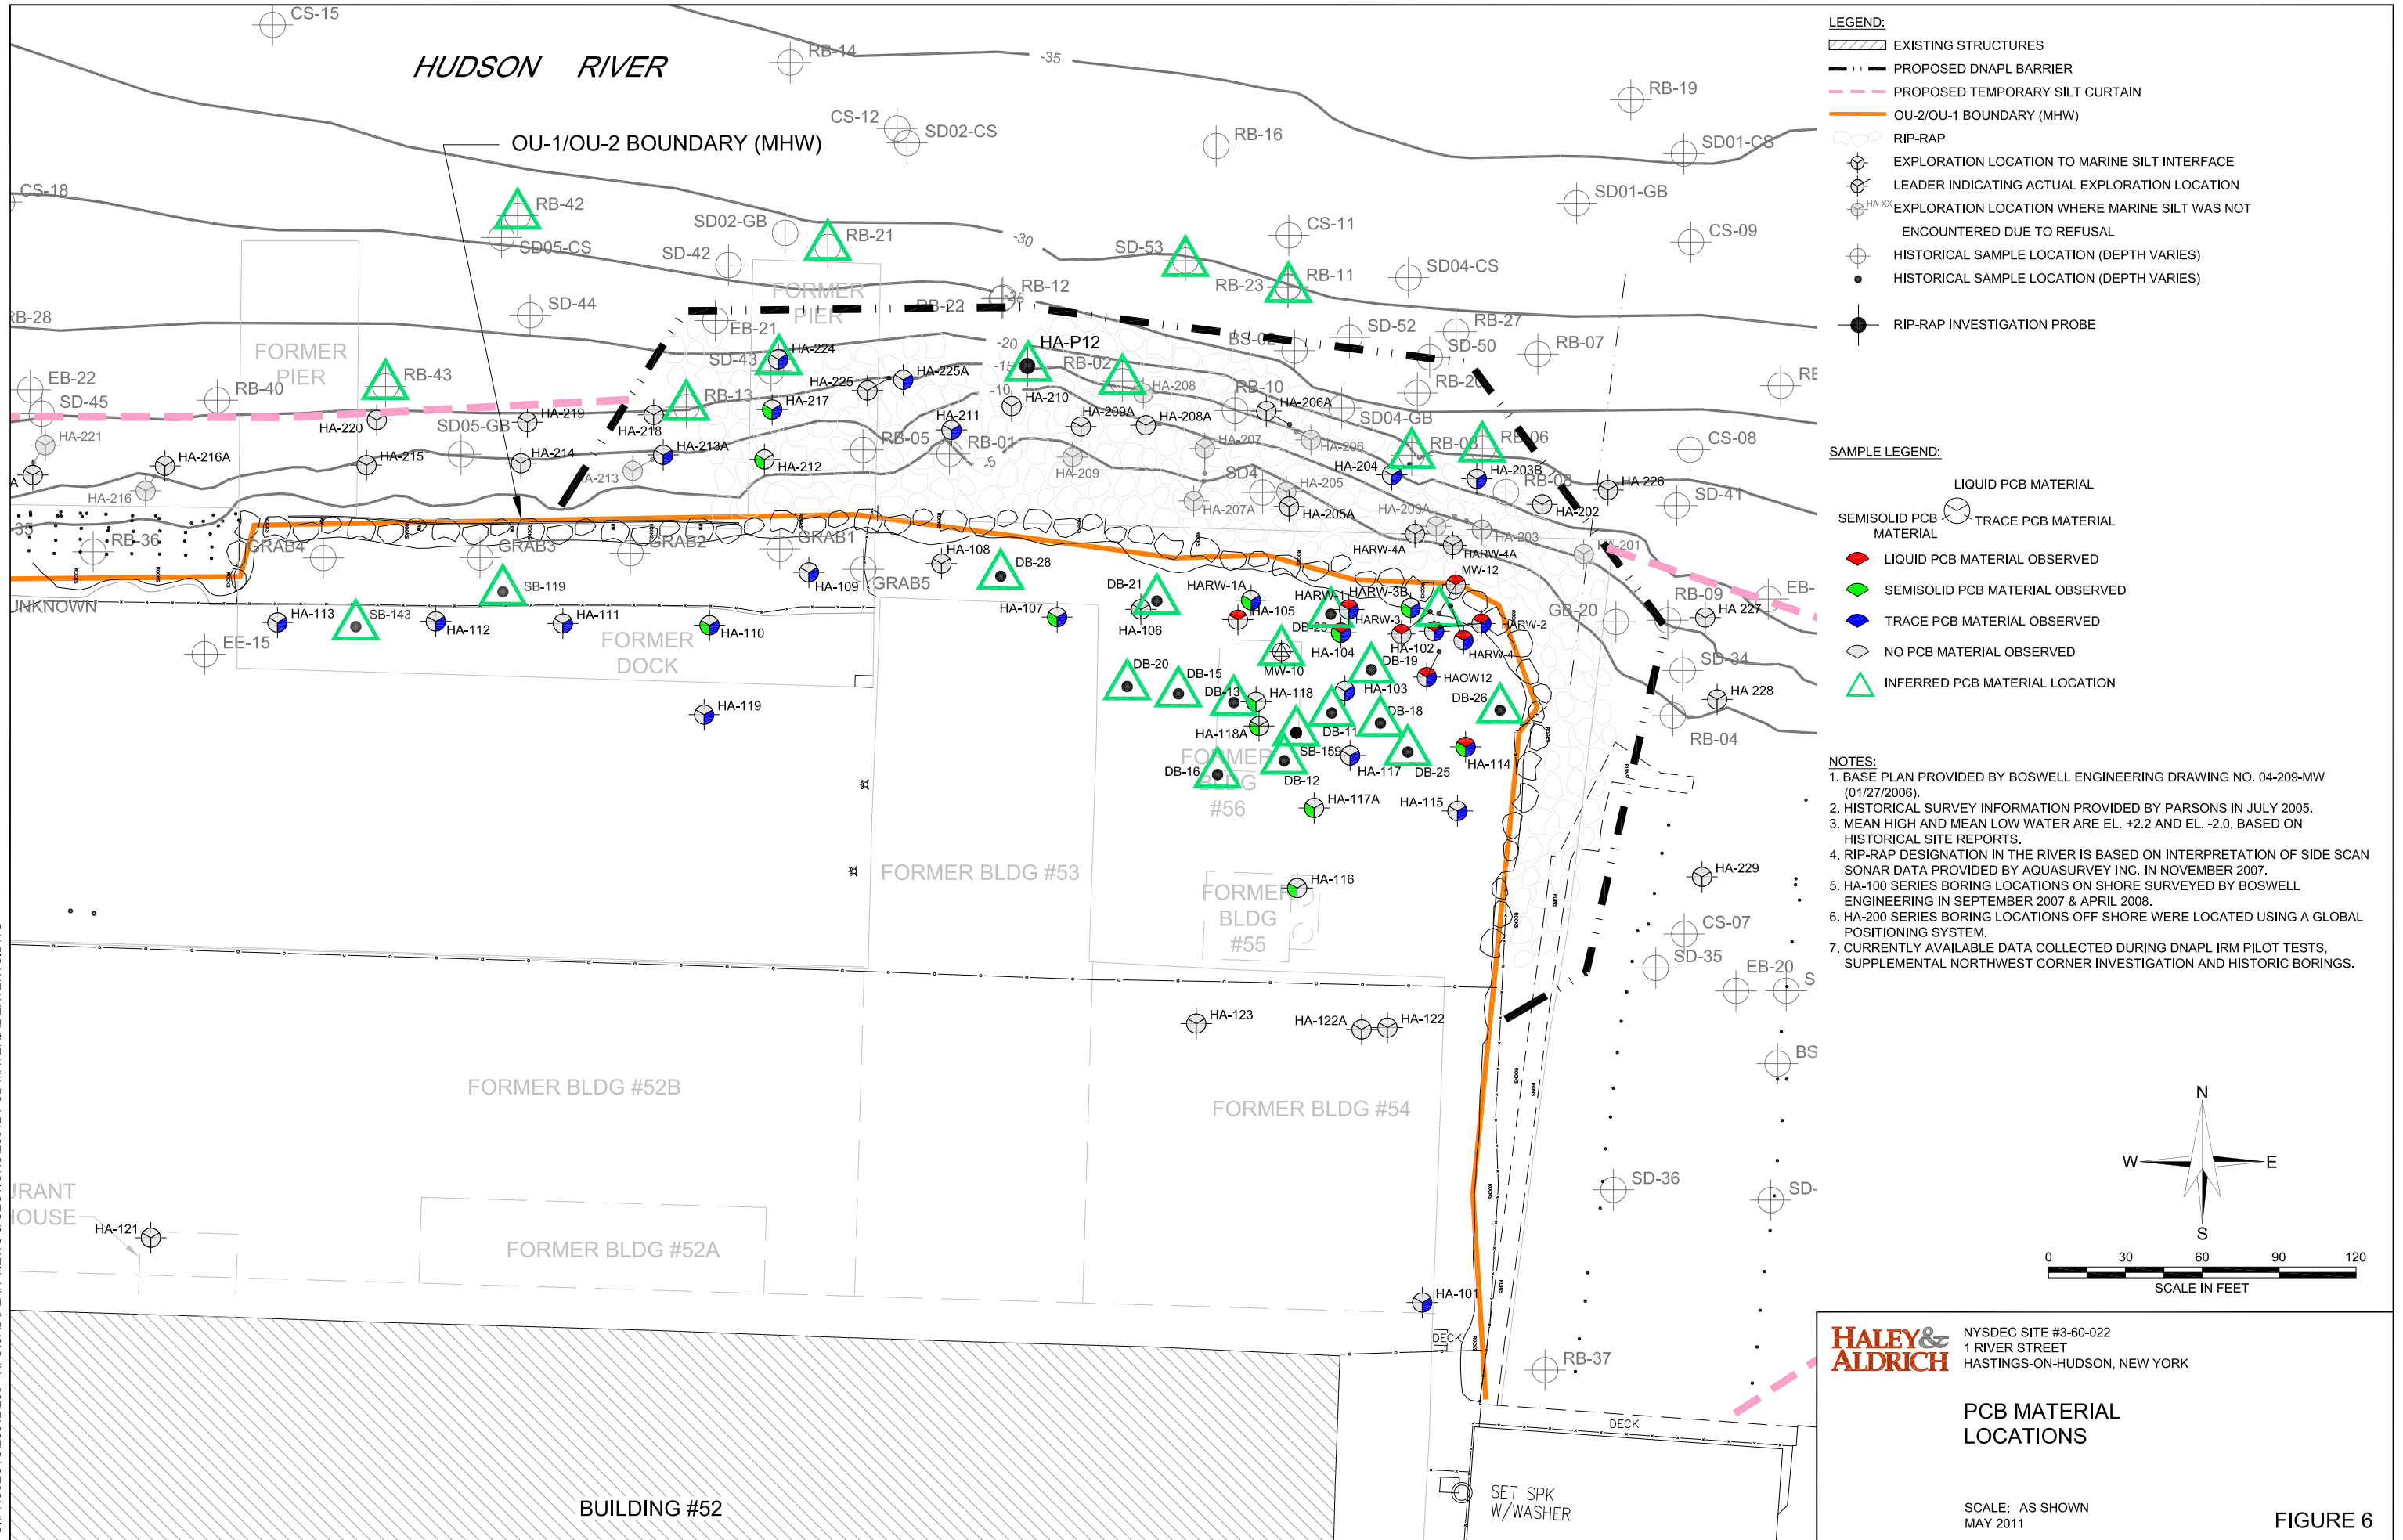 CS-15
HUDSON RIVER
RB-14
-35
CS-12
SD02-CS
RB-16
RB-19
SD01-CS
OU-1/OU-2 BOUNDARY (MHW)
CS-18
RB-42
SD05-CS
SD02-GB
RB-21
SD-42
-30
SD-53
CS-11
RB-23
RB-11
SD04-CS
SD01-GB
CS-09
SD-44
FORMER
PIER
RB-22
RB-12
-25
EB-21
RB-28
FORMER
PIER
SD-43
HA-224
-20
HA-P12
-15
RB-02
BS-02
SD-52
RB-27
SD-50
RB-07
EB-22
SD-45
RB-40
RB-43
RB-13
HA-225
HA-225A
-10
HA-208
RB-10
RB-20
HA-221
HA-220
HA-219
SD05-GB
HA-218
HA-217
HA-211
HA-210
HA-209A
HA-208A
HA-206A
SD04-GB
HA-216A
HA-215
HA-214
HA-213A
HA-212
RB-05
RB-01
-5
HA-209
HA-207
HA-206
RB-03
RB-06
CS-08
HA-216
HA-213
SD4
HA-205
HA-204
HA-203B
RB-08
HA-226
SD-41
HA-207A
HA-205A
HA-203A
HA-202
HA-203
HA-201
-35
RB-36
GRAB4
GRAB3
GRAB2
GRAB1
GRAB5
HARW-4A
HARW-4A
HA-108
DB-28
HA-109
DB-21
HARW-1A
HARW-1
HARW-3B
MW-12
UNKNOWN
HA-113
SB-143
SB-119
HA-112
HA-111
HA-110
HA-107
HA-106
HA-105
HARW-3
HARW-2
GB-20
RB-09
HA 227
EB-
EE-15
FORMER
DOCK
DB-23
HA-104
HA-102
HARW-4
DB-19
MW-10
SD-34
DB-20
DB-15
DB-13
HA-118
HA-103
HAOW12
DB-26
HA 228
HA-119
HA-118A
DB-11
DB-18
RB-04
FORMER
BLDG
#56
DB-16
SB-159
DB-12
HA-117
DB-25
HA-114
HA-117A
HA-115
FORMER BLDG #53
HA-116
FORMER
BLDG
#55
HA-229
CS-07
SD-35
EB-20
HA-123
HA-122A
HA-122
BS
FORMER BLDG #52B
FORMER BLDG #54
SD-36
SD-
HA-121
FORMER BLDG #52A
HA-101
DECK
RB-37
DECK
BUILDING #52
SET SPK
W/WASHER
LEGEND:
EXISTING STRUCTURES
PROPOSED DNAPL BARRIER
PROPOSED TEMPORARY SILT CURTAIN
OU-2/OU-1 BOUNDARY (MHW)
RIP-RAP
EXPLORATION LOCATION TO MARINE SILT INTERFACE
LEADER INDICATING ACTUAL EXPLORATION LOCATION
HA-XX EXPLORATION LOCATION WHERE MARINE SILT WAS NOT
ENCOUNTERED DUE TO REFUSAL
HISTORICAL SAMPLE LOCATION (DEPTH VARIES)
HISTORICAL SAMPLE LOCATION (DEPTH VARIES)
RIP-RAP INVESTIGATION PROBE
SAMPLE LEGEND:
LIQUID PCB MATERIAL
SEMISOLID PCB
MATERIAL
TRACE PCB MATERIAL
LIQUID PCB MATERIAL OBSERVED
SEMISOLID PCB MATERIAL OBSERVED
TRACE PCB MATERIAL OBSERVED
NO PCB MATERIAL OBSERVED
INFERRED PCB MATERIAL LOCATION
NOTES:
1. BASE PLAN PROVIDED BY BOSWELL ENGINEERING DRAWING NO. 04-209-MW
(01/27/2006).
2. HISTORICAL SURVEY INFORMATION PROVIDED BY PARSONS IN JULY 2005.
3. MEAN HIGH AND MEAN LOW WATER ARE EL. +2.2 AND EL. -2.0, BASED ON
HISTORICAL SITE REPORTS.
4. RIP-RAP DESIGNATION IN THE RIVER IS BASED ON INTERPRETATION OF SIDE SCAN
SONAR DATA PROVIDED BY AQUASURVEY INC. IN NOVEMBER 2007.
5. HA-100 SERIES BORING LOCATIONS ON SHORE SURVEYED BY BOSWELL
ENGINEERING IN SEPTEMBER 2007 & APRIL 2008.
6. HA-200 SERIES BORING LOCATIONS OFF SHORE WERE LOCATED USING A GLOBAL
POSITIONING SYSTEM.
7. CURRENTLY AVAILABLE DATA COLLECTED DURING DNAPL IRM PILOT TESTS,
SUPPLEMENTAL NORTHWEST CORNER INVESTIGATION AND HISTORIC BORINGS.
N
W E
S
0 30 60 90 120
SCALE IN FEET
HALEY &
ALDRICH
NYSDEC SITE #3-60-022
1 RIVER STREET
HASTINGS-ON-HUDSON, NEW YORK
PCB MATERIAL
LOCATIONS
SCALE: AS SHOWN
MAY 2011
FIGURE 6